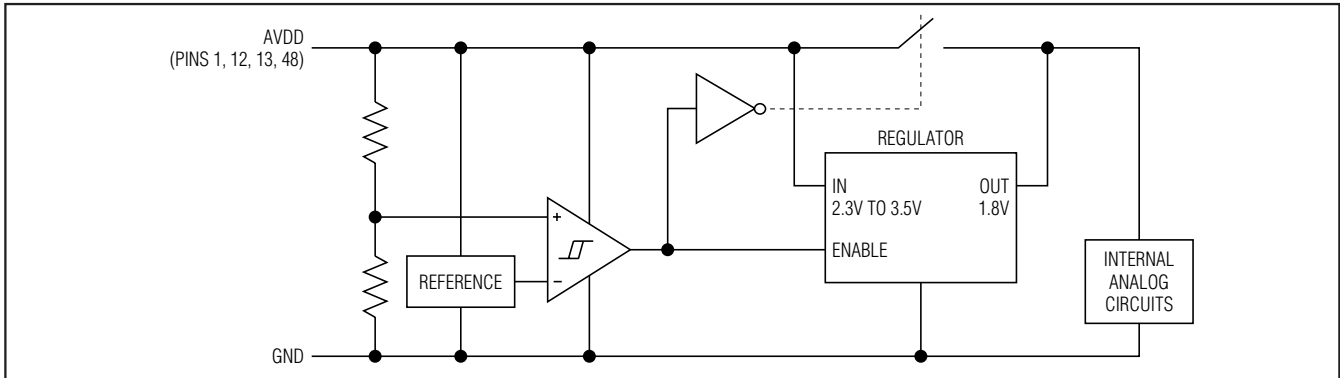 AVDD
(PINS 1, 12, 13, 48)
REGULATOR
IN
2.3V TO 3.5V
OUT
1.8V
ENABLE
+
−
REFERENCE
INTERNAL
ANALOG
CIRCUITS
GND